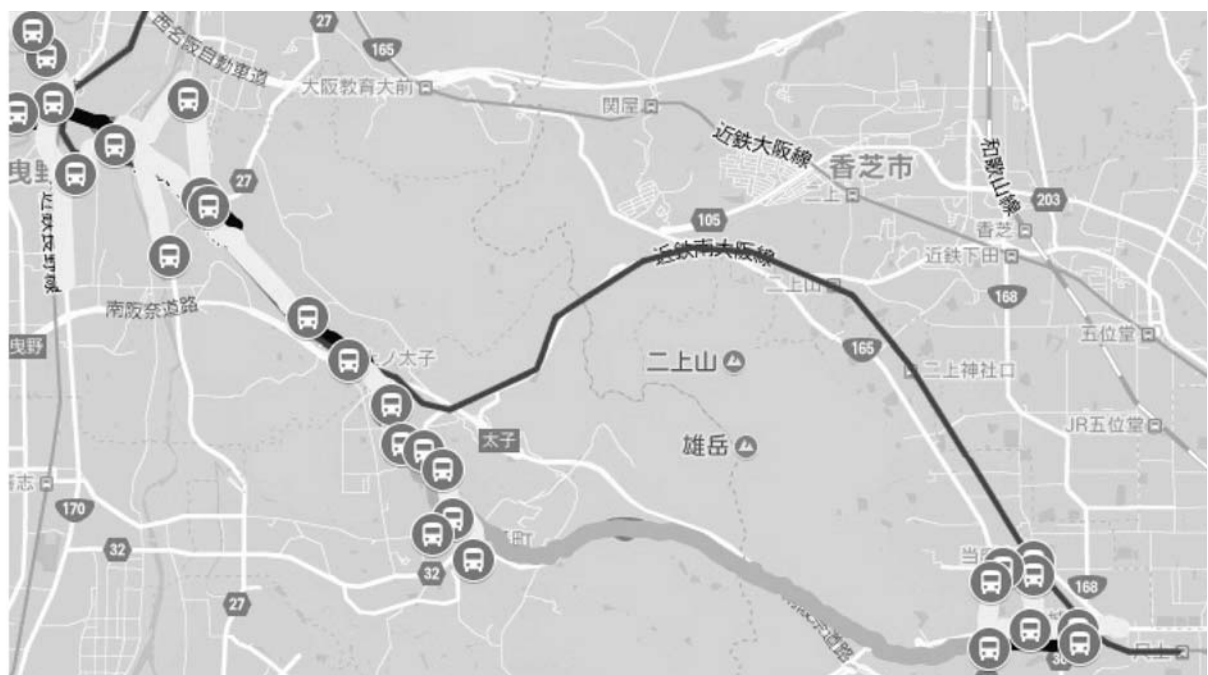 27
165
西名阪自動車道
大阪教育大前
関屋
近鉄大阪線
和歌山線
香芝市
二上
27
203
105
香芝
近鉄南大阪線
近鉄下田
二上山
168
南阪奈道路
曳野
五位堂
165
ノ太子
二上山
二上神社口
JR五位堂
太子
雄岳
170
32
32
168
27